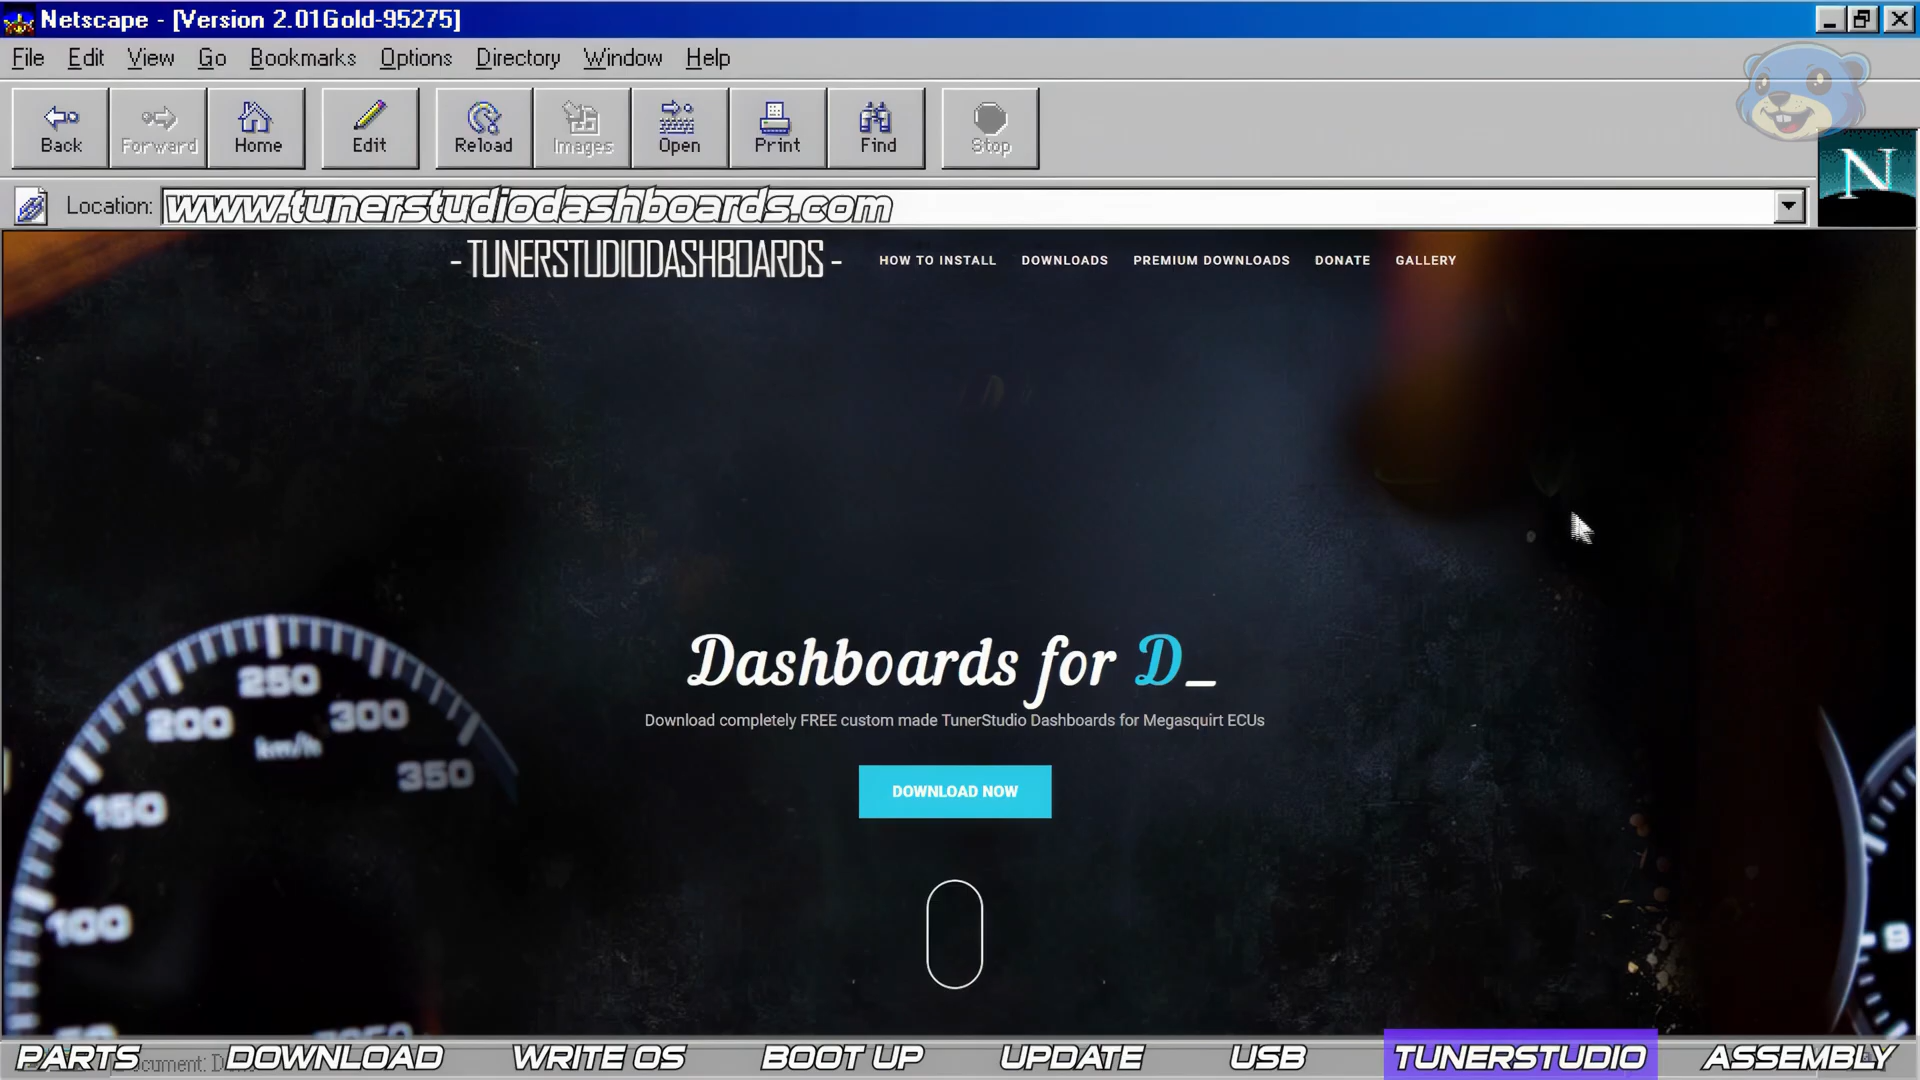 Netscape - [Version 2.01Gold-95275]
File Edit View Go Bookmarks Options Directory Window Help
Back Forward Home Edit Reload Images Open Print Find Stop
Location: www.tunerstudiodashboards.com
N
- TUNERSTUDIODASHBOARDS - HOW TO INSTALL DOWNLOADS PREMIUM DOWNLOADS DONATE GALLERY
Dashboards for D_
Download completely FREE custom made TunerStudio Dashboards for Megasquirt ECUs
DOWNLOAD NOW
250
200 300
km/h
350
150
100
9
PARTS DOWNLOAD WRITE OS BOOT UP UPDATE USB TUNERSTUDIO ASSEMBLY